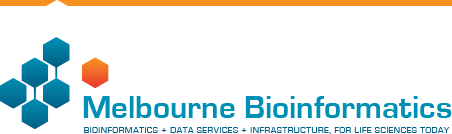 Melbourne Bioinformatics
BIOINFORMATICS + DATA SERVICES + INFRASTRUCTURE, FOR LIFE SCIENCES TODAY